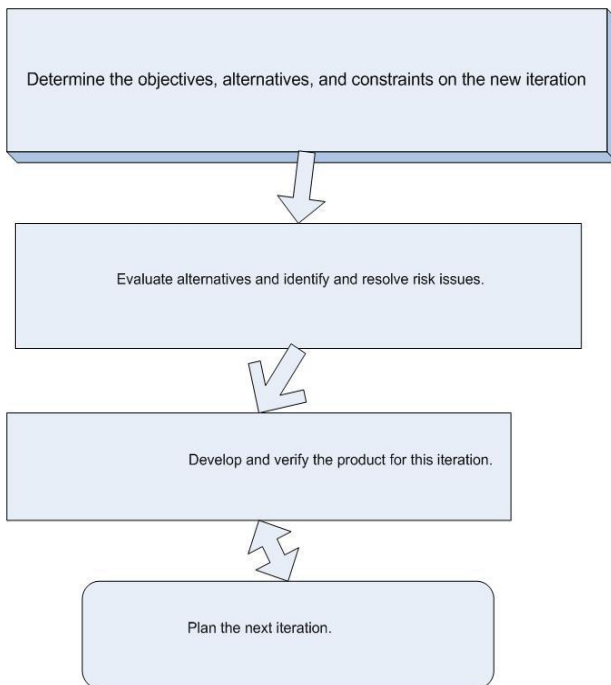 Determine the objectives, alternatives, and constraints on the new iteration
Evaluate alternatives and identify and resolve risk issues.
Develop and verify the product for this iteration.
Plan the next iteration.